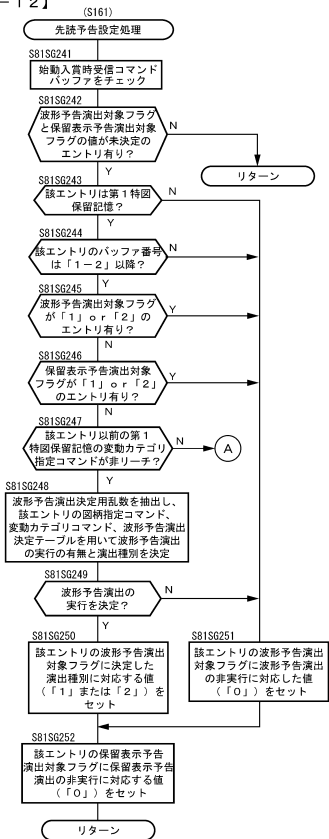 －１２】
(S161)
先読予告設定処理
S81SG241
始動入賞時受信コマンド
バッファをチェック
S81SG242
波形予告演出対象フラグ
と保留表示予告演出対象
フラグの値が未決定の
エントリ有り？
N
リターン
Y
S81SG243
該エントリは第１特図
保留記憶？
N
Y
S81SG244
該エントリのバッファ番号
は「１－２」以降？
N
Y
S81SG245
波形予告演出対象フラグ
が「１」ｏｒ「２」の
エントリ有り？
Y
N
S81SG246
保留表示予告演出対象
フラグが「１」ｏｒ「２」
のエントリ有り？
Y
N
S81SG247
該エントリ以前の第１
特図保留記憶の変動カテゴリ
指定コマンドが非リーチ？
N
A
Y
S81SG248
波形予告演出決定用乱数を抽出し、
該エントリの図柄指定コマンド、
変動カテゴリコマンド、波形予告演出
決定テーブルを用いて波形予告演出
の実行の有無と演出種別を決定
S81SG249
波形予告演出の
実行を決定？
N
Y
S81SG250
該エントリの波形予告演出
対象フラグに決定した
演出種別に対応する値
（「１」または「２」）を
セット
S81SG251
該エントリの波形予告演出
対象フラグに波形予告演出
の非実行に対応した値
（「０」）をセット
S81SG252
該エントリの保留表示予告
演出対象フラグに保留表示予告
演出の非実行に対応する値
（「０」）をセット
リターン